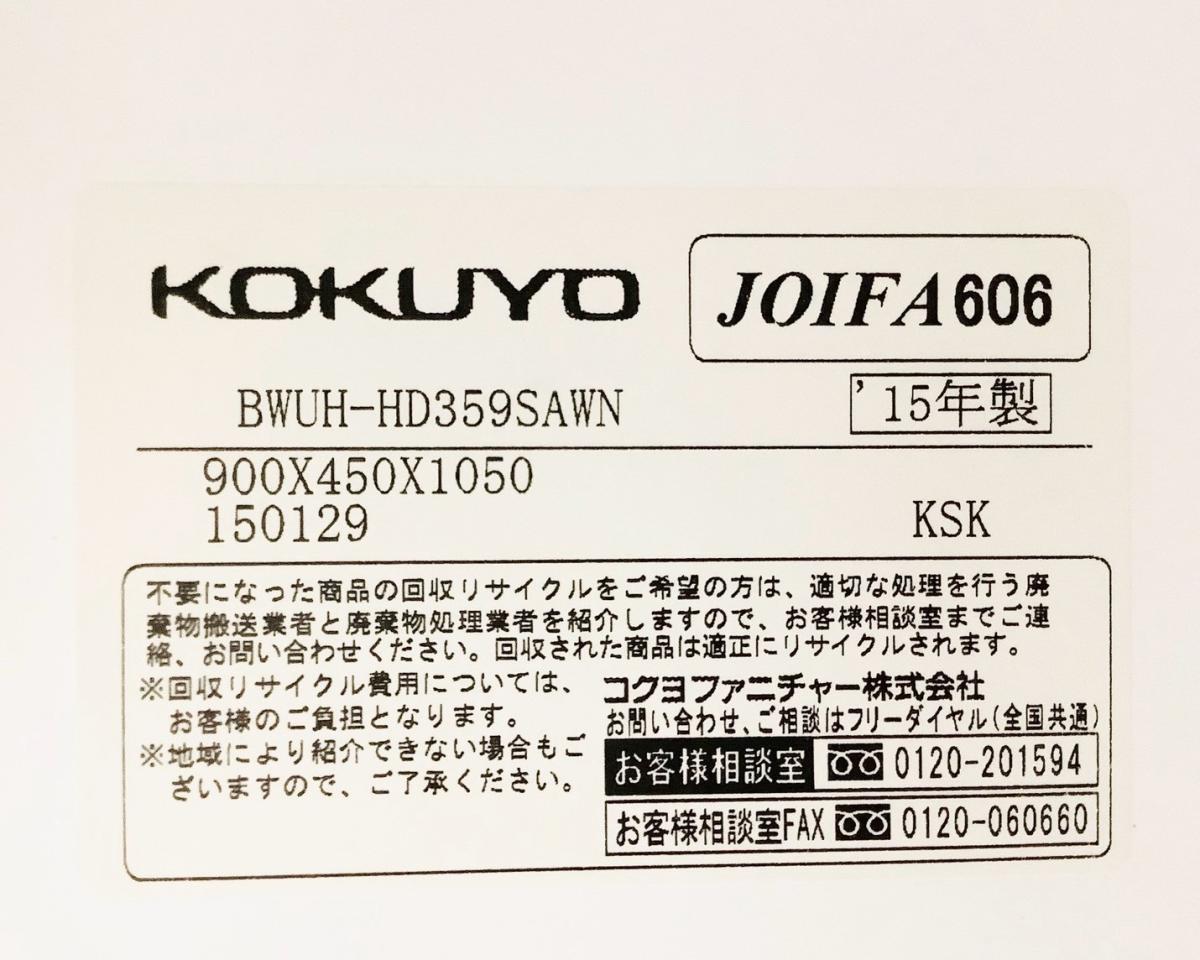 KOKUYO
JOIFA606
BWUH-HD359SAWN
'15年製
900X450X1050
150129
KSK
不要になった商品の回収リサイクルをご希望の方は、適切な処理を行う廃
棄物搬送業者と廃棄物処理業者を紹介しますので、お客様相談室までご連
絡、お問い合わせください。回収された商品は適正にリサイクルされます。
※回収リサイクル費用については、
お客様のご負担となります。
※地域により紹介できない場合もご
ざいますので、ご了承ください。
コクヨファニチャー株式会社
お問い合わせ、ご相談はフリーダイヤル(全国共通)
お客様相談室 0120-201594
お客様相談室FAX 0120-060660